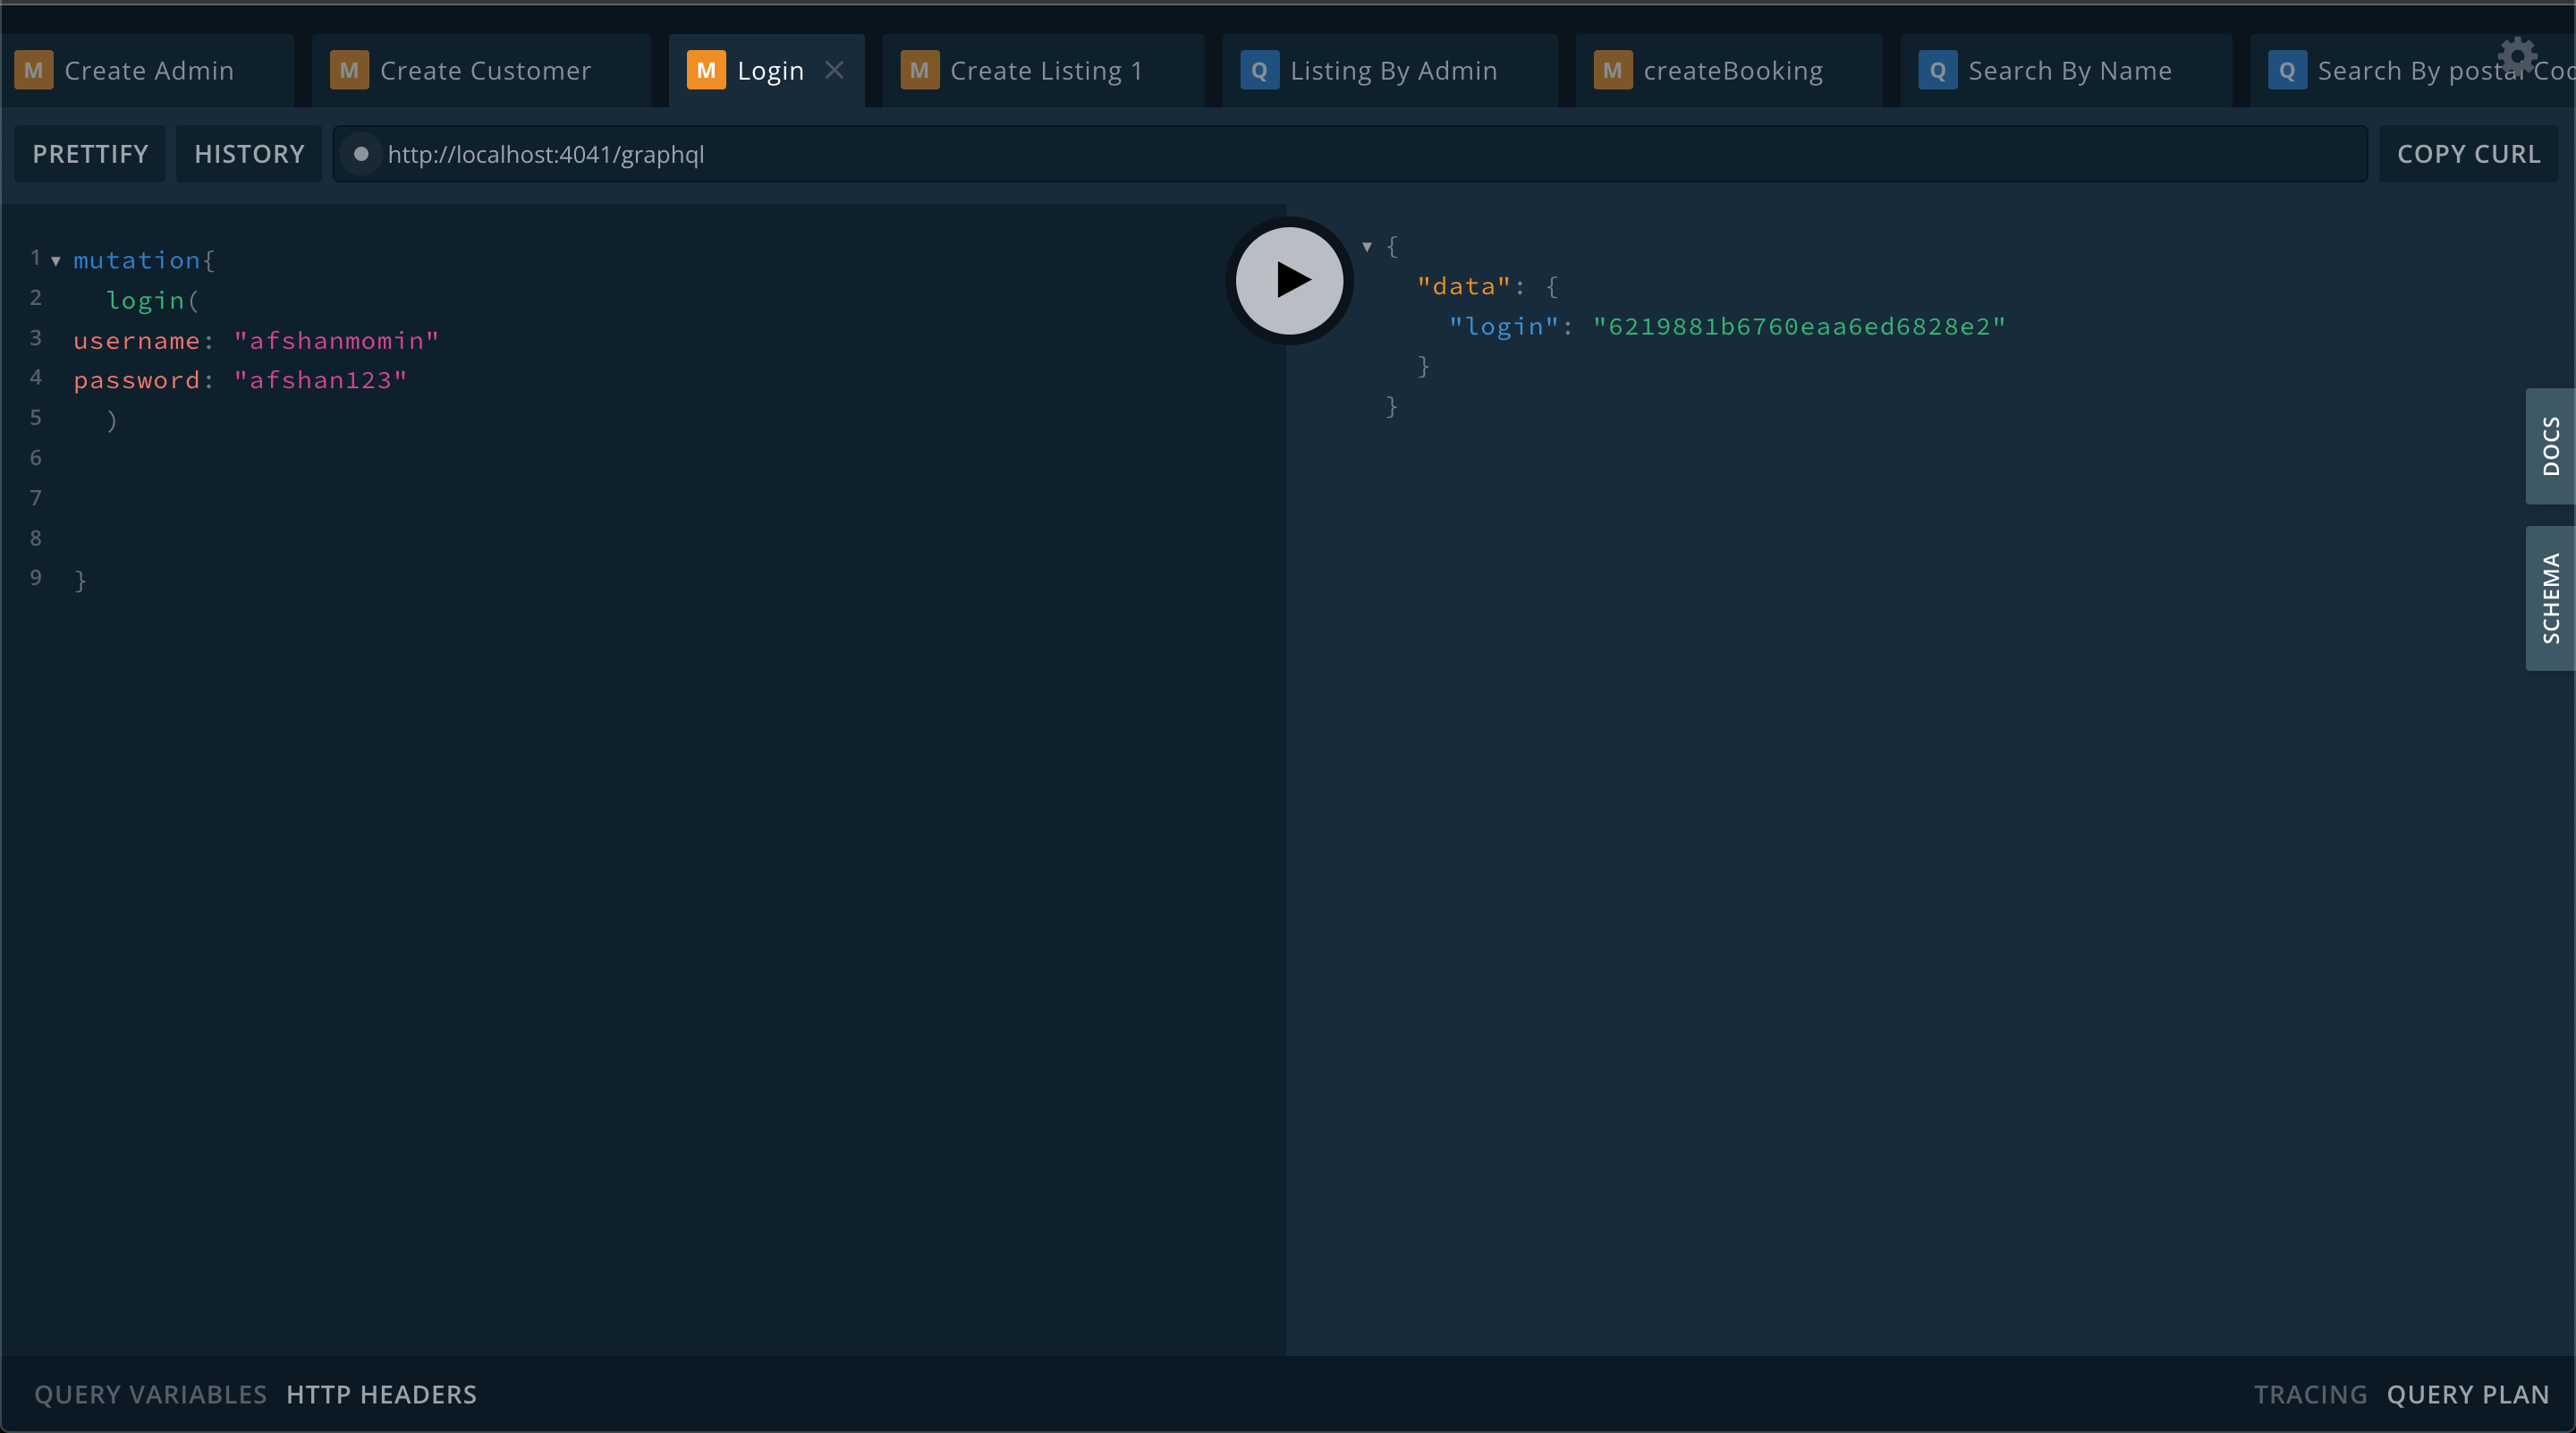 M Create Admin M Create Customer M Login × M Create Listing 1 Q Listing By Admin M createBooking Q Search By Name Q Search By postal Coc
PRETTIFY HISTORY http://localhost:4041/graphql COPY CURL
1 mutation{
2 login(
3 username: "afshanmomin"
4 password: "afshan123"
5 )
6
7
8
9 }
{
"data": {
"login": "6219881b6760eaa6ed6828e2"
}
}
DOCS
SCHEMA
QUERY VARIABLES HTTP HEADERS TRACING QUERY PLAN